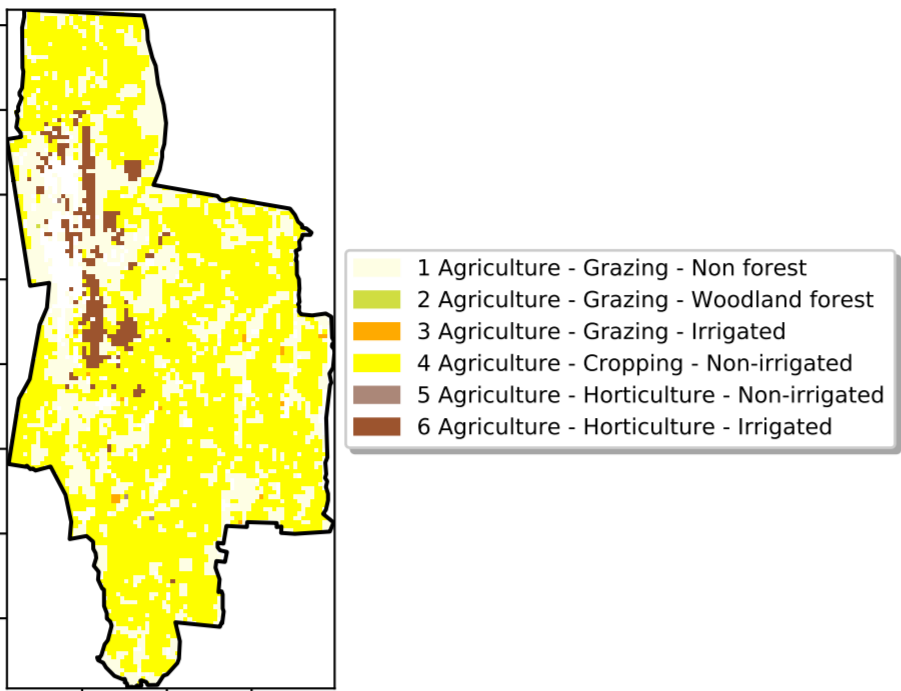 1 Agriculture - Grazing - Non forest
2 Agriculture - Grazing - Woodland forest
3 Agriculture - Grazing - Irrigated
4 Agriculture - Cropping - Non-irrigated
5 Agriculture - Horticulture - Non-irrigated
6 Agriculture - Horticulture - Irrigated